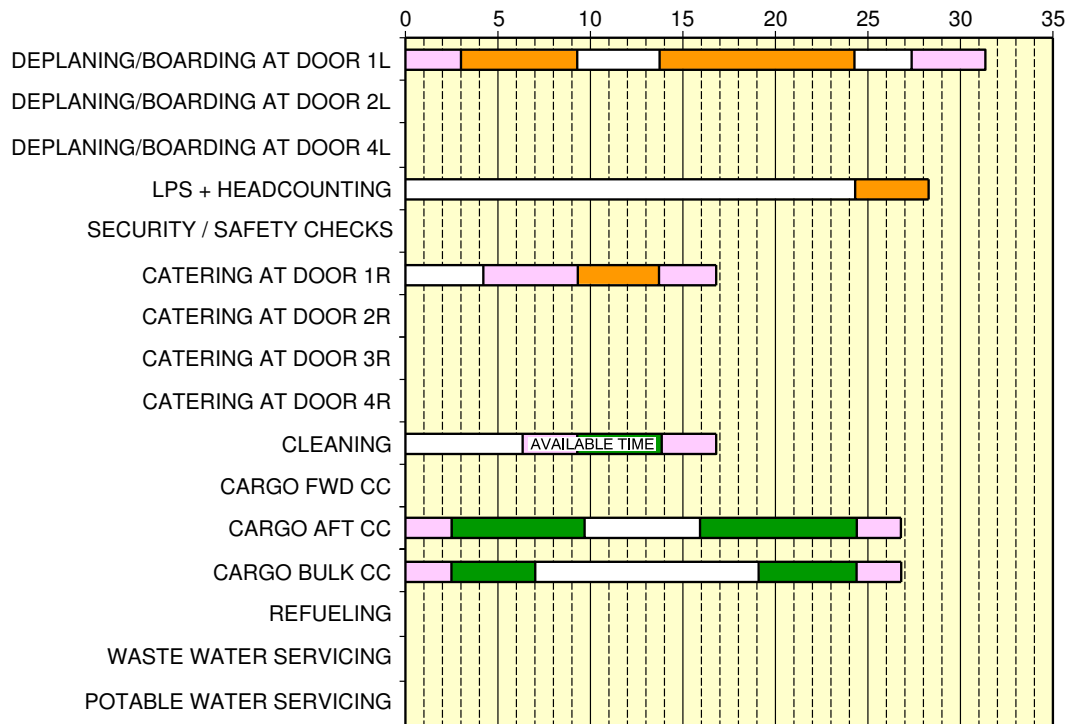 0 5 10 15 20 25 30 35
DEPLANING/BOARDING AT DOOR 1L
DEPLANING/BOARDING AT DOOR 2L
DEPLANING/BOARDING AT DOOR 4L
LPS + HEADCOUNTING
SECURITY / SAFETY CHECKS
CATERING AT DOOR 1R
CATERING AT DOOR 2R
CATERING AT DOOR 3R
CATERING AT DOOR 4R
CLEANING AVAILABLE TIME
CARGO FWD CC
CARGO AFT CC
CARGO BULK CC
REFUELING
WASTE WATER SERVICING
POTABLE WATER SERVICING